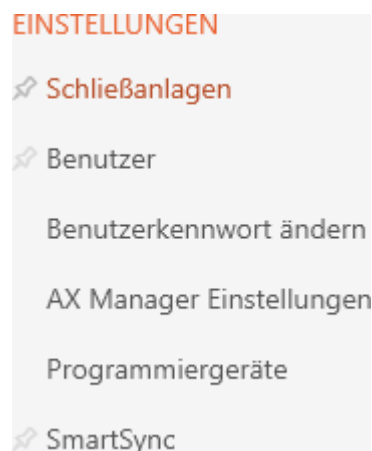 EINSTELLUNGEN
Schließanlagen
Benutzer
Benutzerkennwort ändern
AX Manager Einstellungen
Programmiergeräte
SmartSync